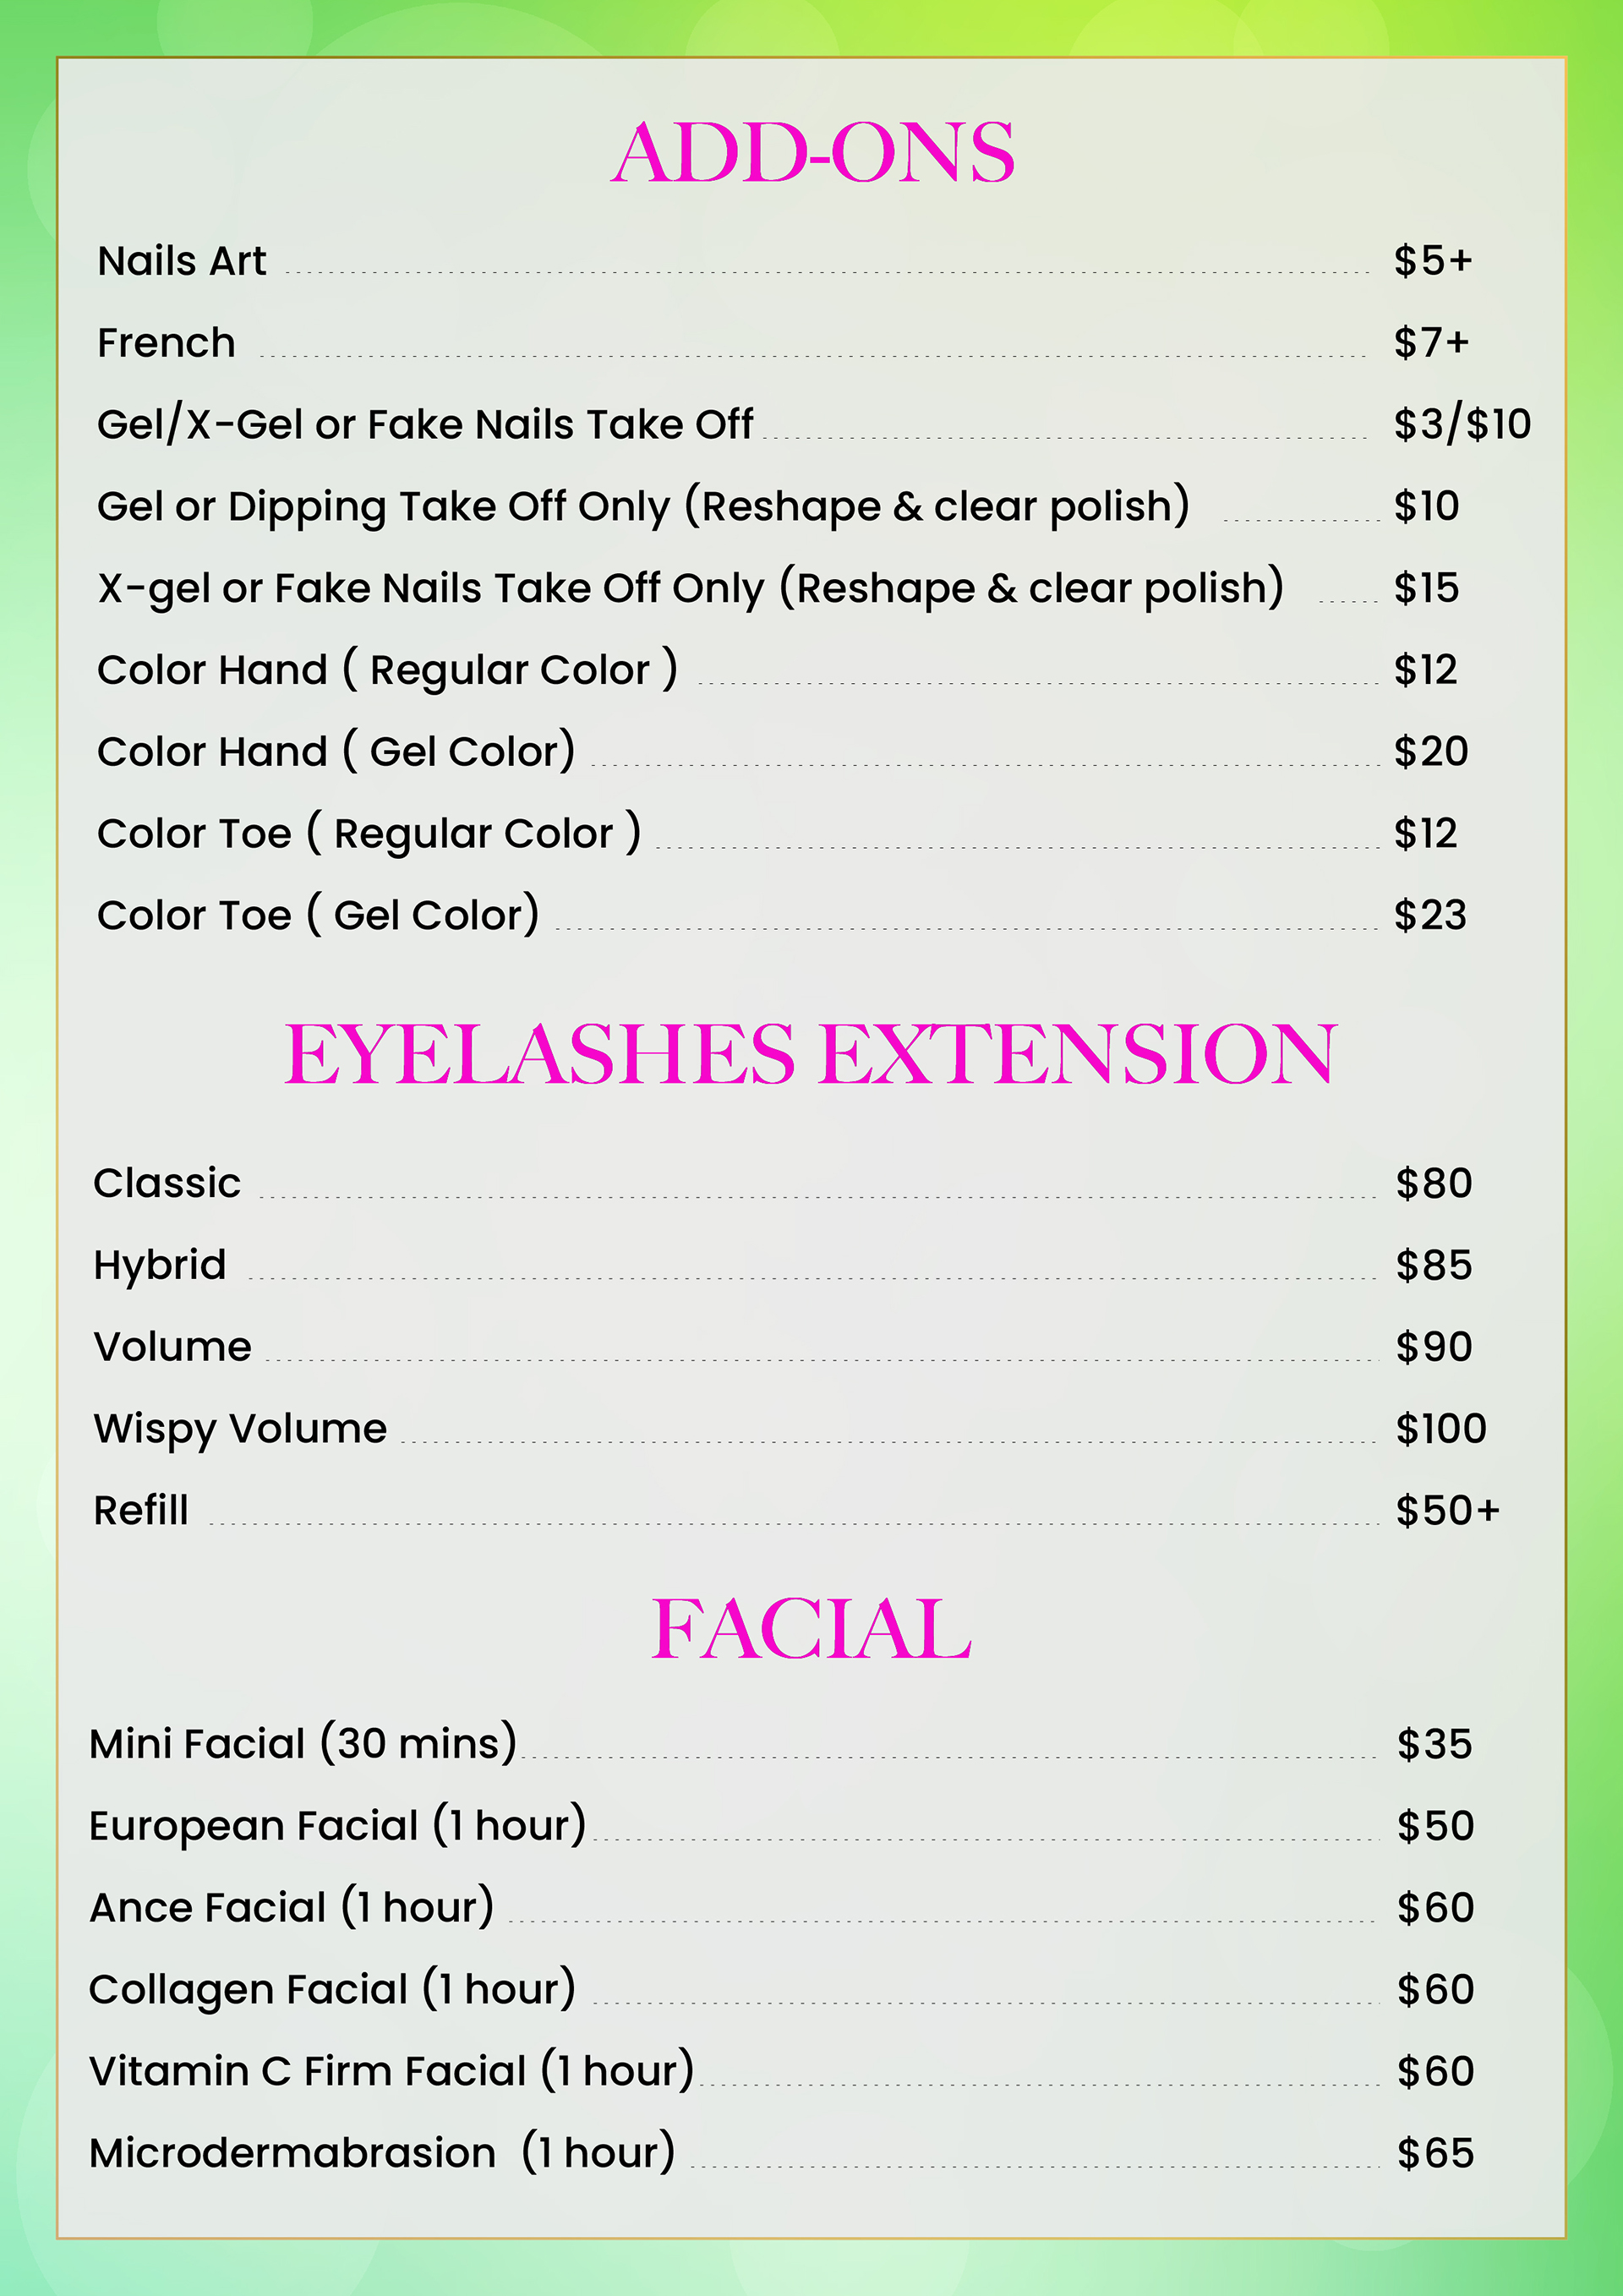 ADD-ONS
Nails Art $5+
French $7+
Gel/X-Gel or Fake Nails Take Off $3/$10
Gel or Dipping Take Off Only (Reshape & clear polish) $10
X-gel or Fake Nails Take Off Only (Reshape & clear polish) $15
Color Hand ( Regular Color ) $12
Color Hand ( Gel Color) $20
Color Toe ( Regular Color ) $12
Color Toe ( Gel Color) $23
EYELASHES EXTENSION
Classic $80
Hybrid $85
Volume $90
Wispy Volume $100
Refill $50+
FACIAL
Mini Facial (30 mins) $35
European Facial (1 hour) $50
Ance Facial (1 hour) $60
Collagen Facial (1 hour) $60
Vitamin C Firm Facial (1 hour) $60
Microdermabrasion (1 hour) $65